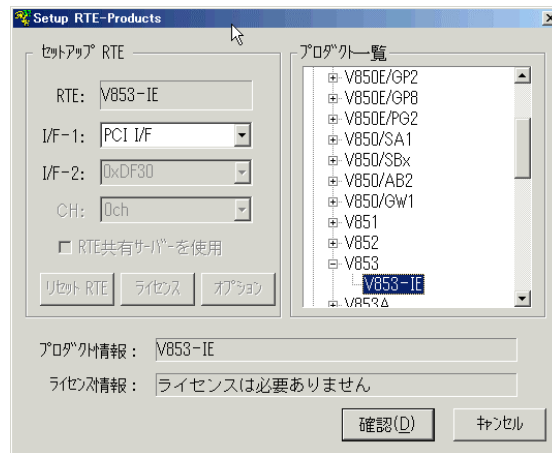 Setup RTE-Products
ｾｯﾄｱｯﾌﾟ RTE
RTE: V853-IE
I/F-1: PCI I/F
I/F-2: 0xDF30
CH: 0ch
RTE共有ｻｰﾊﾞｰを使用
ﾘｾｯﾄ RTE ﾗｲｾﾝｽ ｵﾌﾟｼｮﾝ
ﾌﾟﾛﾀﾞｸﾄ一覧
V850E/GP2
V850E/GP8
V850E/PG2
V850/SA1
V850/SBx
V850/AB2
V850/GW1
V851
V852
V853
V853-IE
V853A
ﾌﾟﾛﾀﾞｸﾄ情報： V853-IE
ﾗｲｾﾝｽ情報： ライセンスは必要ありません
確認(D) ｷｬﾝｾﾙ